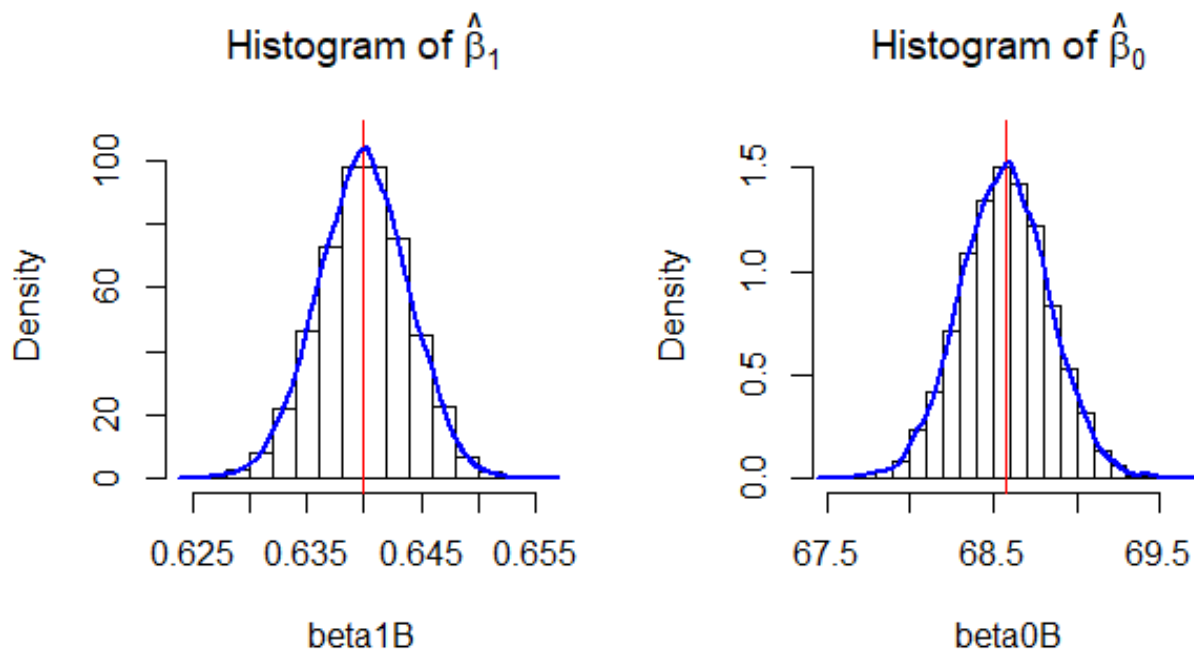 Histogram of β̂₁
Density
0 20 60 100
0.625 0.635 0.645 0.655
beta1B
Histogram of β̂₀
Density
0.0 0.5 1.0 1.5
67.5 68.5 69.5
beta0B